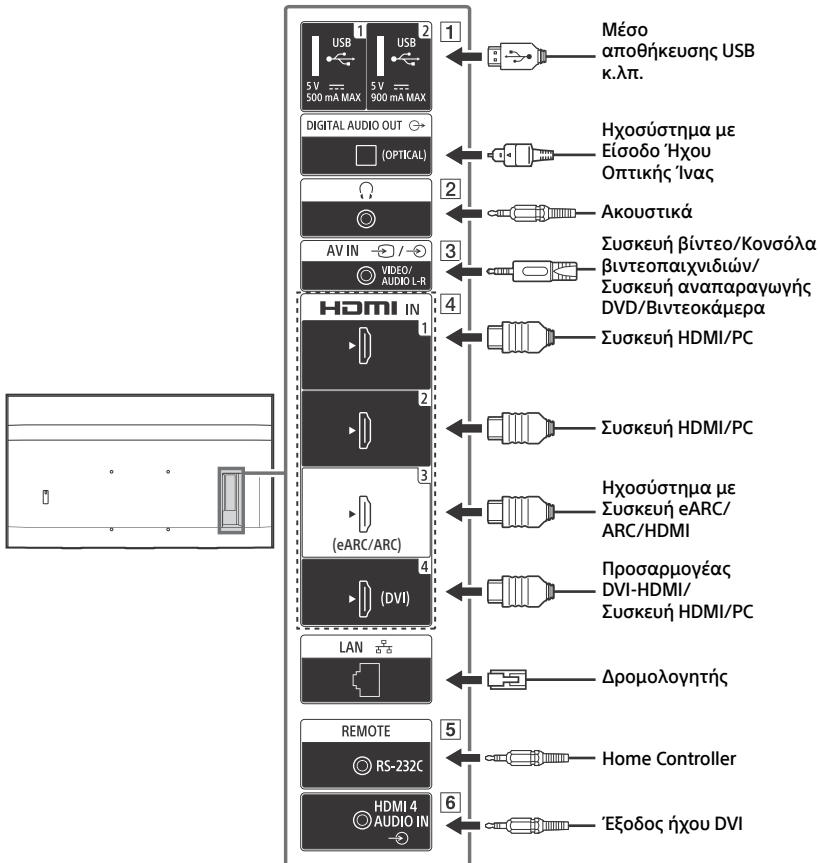 1
USB
2
USB
1
5 V
500 mA MAX
5 V
900 mA MAX
Μέσο
αποθήκευσης USB
κ.λπ.
DIGITAL AUDIO OUT
(OPTICAL)
Ηχοσύστημα με
Είσοδο Ήχου
Οπτικής Ίνας
2
Ακουστικά
AV IN
/
3
VIDEO/
AUDIO L-R
Συσκευή βίντεο/Κονσόλα
βιντεοπαιχνιδιών/
Συσκευή αναπαραγωγής
DVD/Βιντεοκάμερα
HDMI IN
4
1
Συσκευή HDMI/PC
2
Συσκευή HDMI/PC
3
(eARC/ARC)
Ηχοσύστημα με
Συσκευή eARC/
ARC/HDMI
4
(DVI)
Προσαρμογέας
DVI-HDMI/
Συσκευή HDMI/PC
LAN
Δρομολογητής
REMOTE
5
RS-232C
Home Controller
HDMI 4
AUDIO IN
6
Έξοδος ήχου DVI